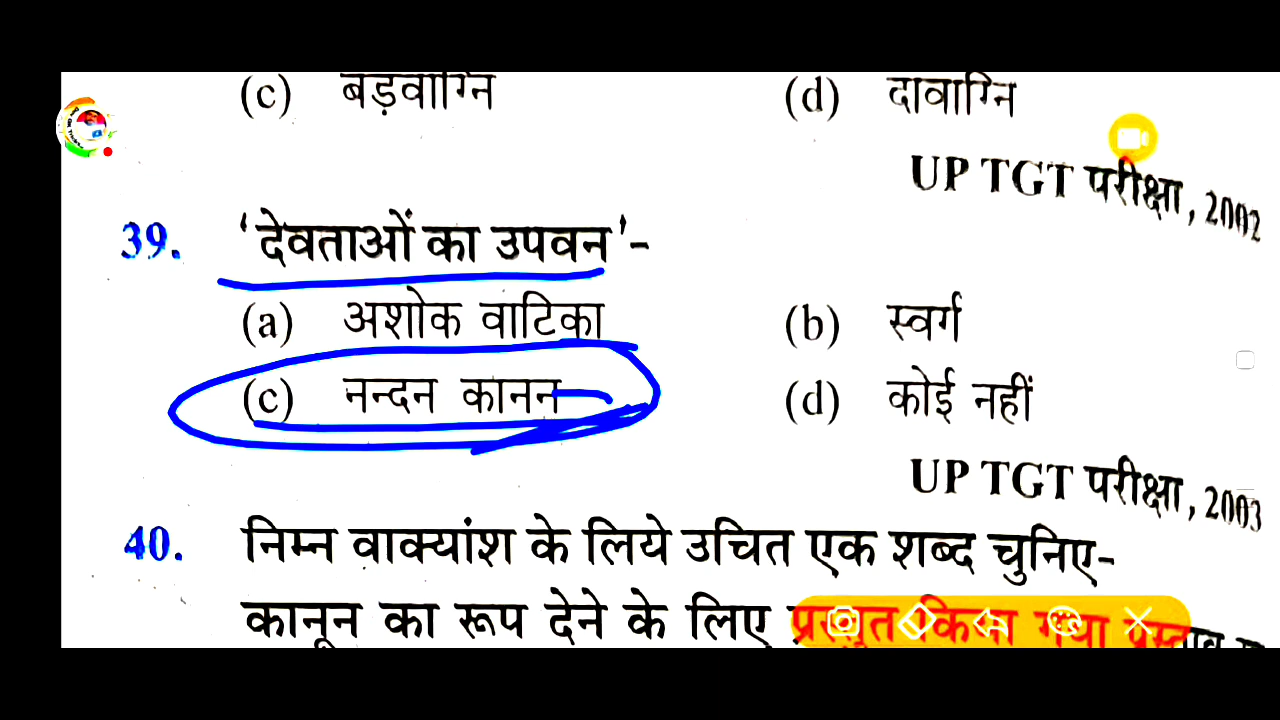 (c) बड़वाग्नि (d) दावाग्नि
UP TGT परीक्षा, 2002
39. 'देवताओं का उपवन'-
(a) अशोक वाटिका (b) स्वर्ग
(c) नन्दन कानन (d) कोई नहीं
UP TGT परीक्षा, 2003
40. निम्न वाक्यांश के लिये उचित एक शब्द चुनिए-
कानून का रूप देने के लिए प्रस्तुत किया गया प्रस्ताव